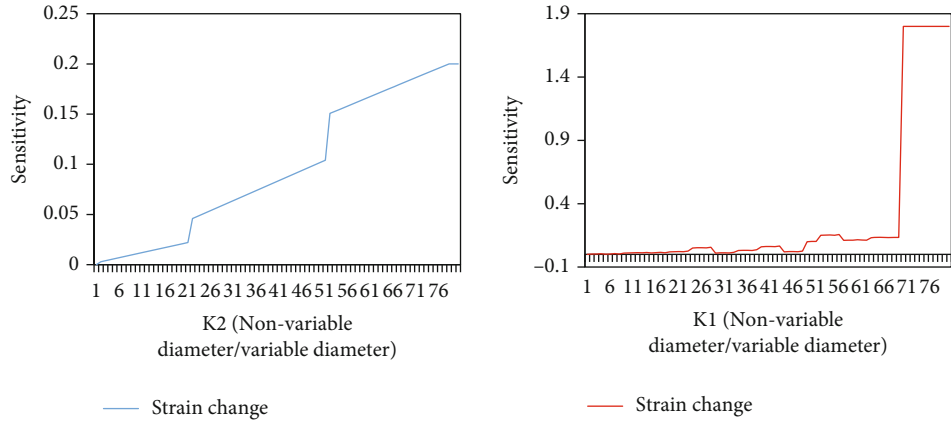 0.25
0.2
0.15
0.1
0.05
0
Sensitivity
1 6 11 16 21 26 31 36 41 46 51 56 61 66 71 76
K2 (Non-variable
diameter/variable diameter)
Strain change
1.9
1.4
0.9
0.4
−0.1
Sensitivity
1 6 11 16 21 26 31 36 41 46 51 56 61 66 71 76
K1 (Non-variable
diameter/variable diameter)
Strain change